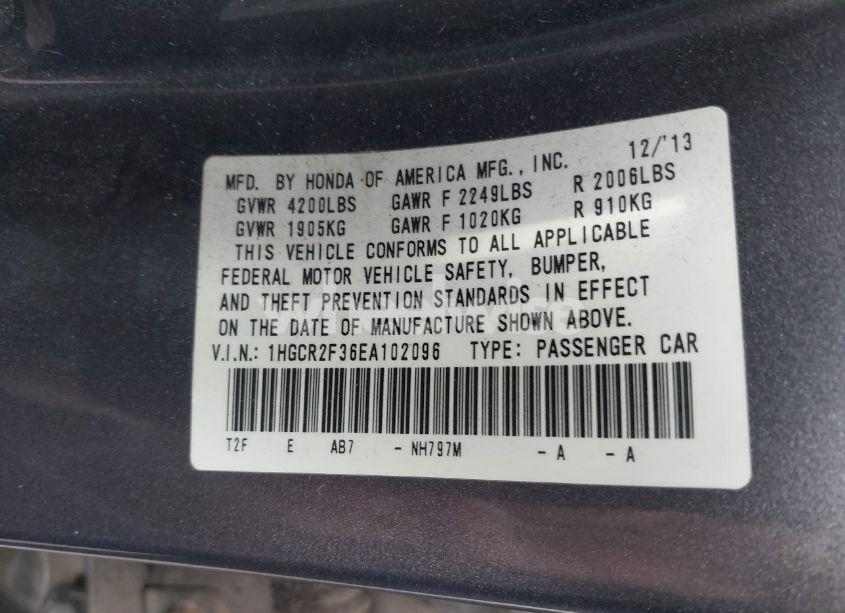 MFD. BY HONDA OF AMERICA MFG., INC. 12/'13
GVWR 4200LBS GAWR F 2249LBS R 2006LBS
GVWR 1905KG GAWR F 1020KG R 910KG
THIS VEHICLE CONFORMS TO ALL APPLICABLE
FEDERAL MOTOR VEHICLE SAFETY, BUMPER,
AND THEFT PREVENTION STANDARDS IN EFFECT
ON THE DATE OF MANUFACTURE SHOWN ABOVE.
V.I.N.: 1HGCR2F36EA102096 TYPE: PASSENGER CAR
T2F E AB7 - NH797M - A - A